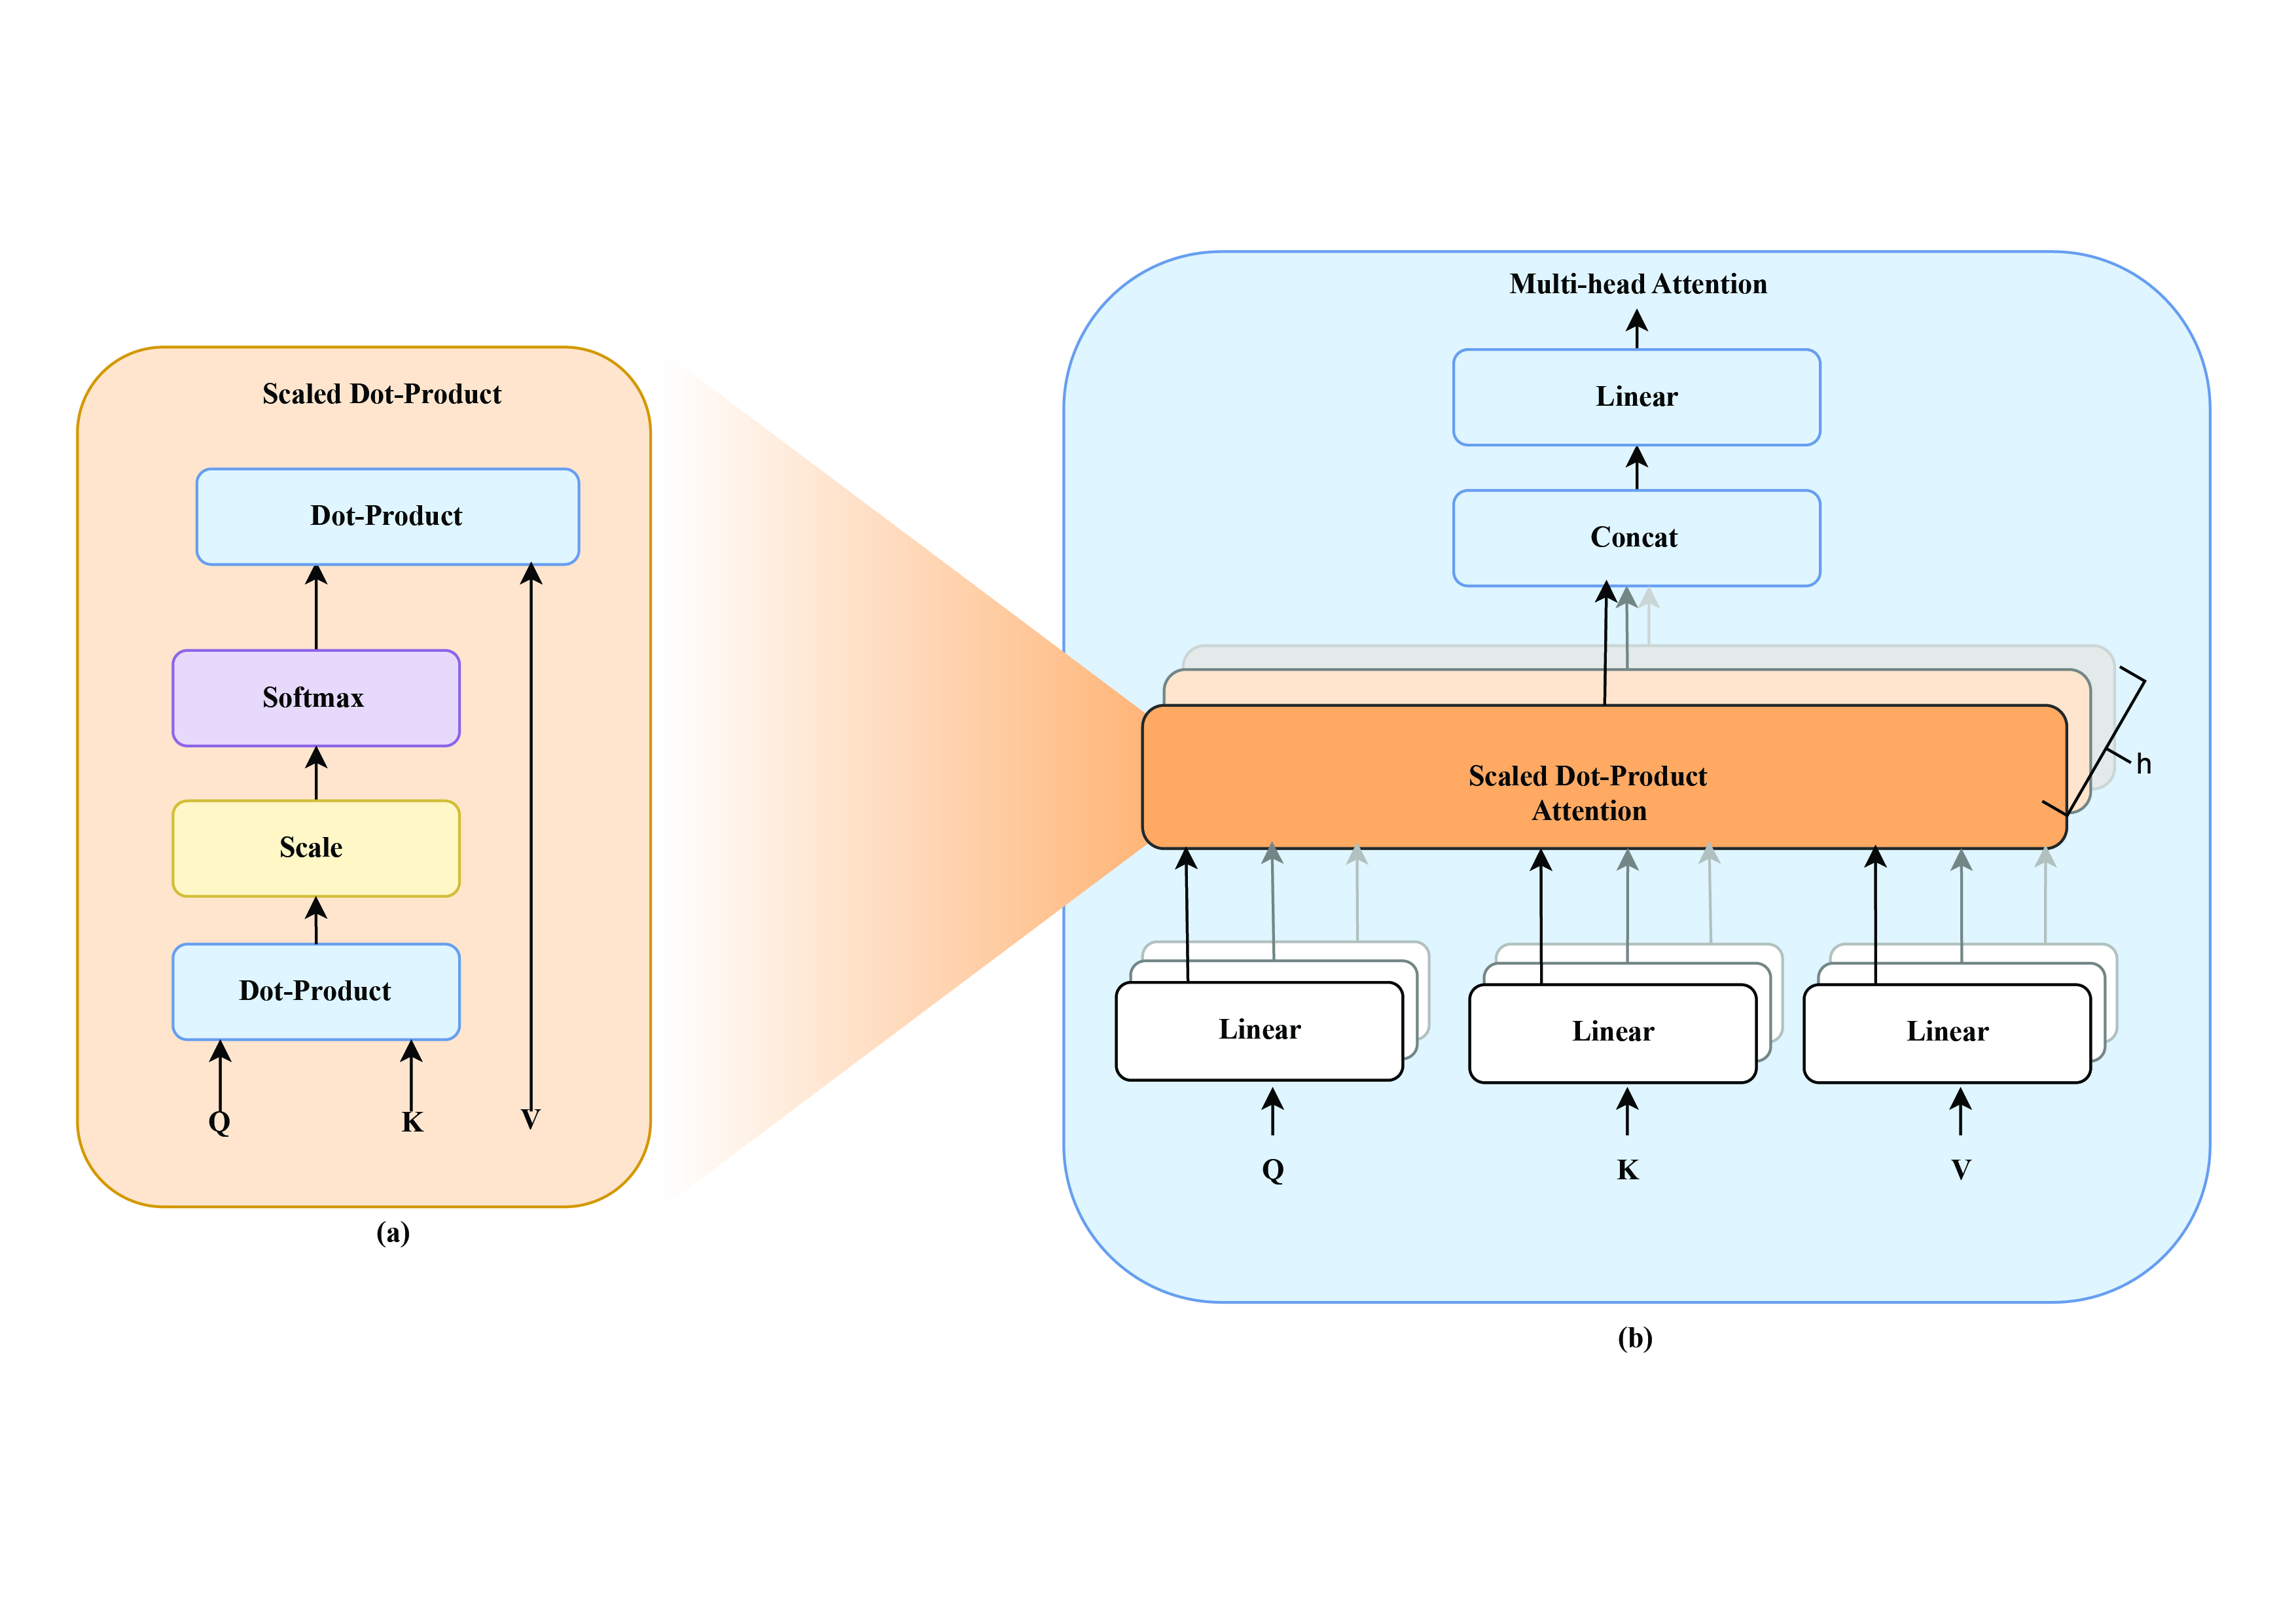 Scaled Dot-Product
Dot-Product
Softmax
Scale
Dot-Product
Q
K
V
(a)
Multi-head Attention
Linear
Concat
Scaled Dot-Product
Attention
h
Linear
Linear
Linear
Q
K
V
(b)